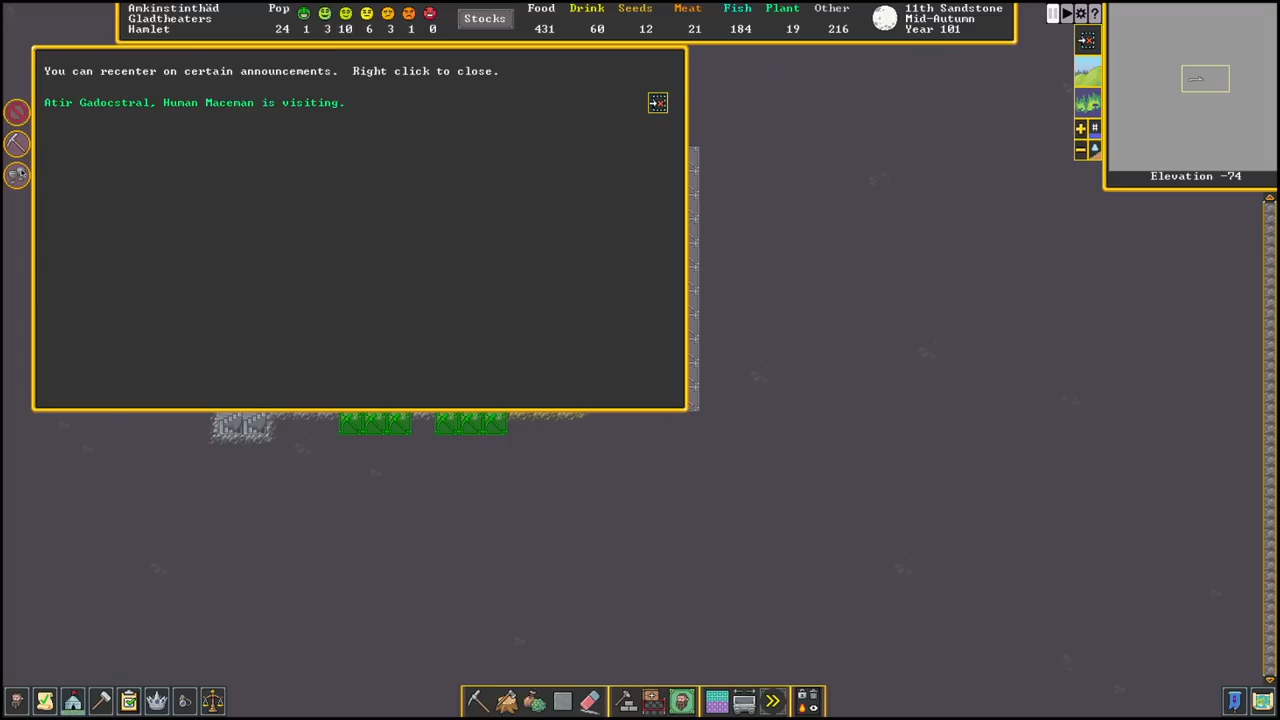 Ankinstinthäd
Gladtheaters
Hamlet
Pop
24 1 3 10 6 3 1 0
Stocks
Food Drink Seeds Meat Fish Plant Other
431 60 12 21 184 19 216
11th Sandstone
Mid-Autumn
Year 101
You can recenter on certain announcements. Right click to close.
Atir Gadocstral, Human Maceman is visiting.
Elevation -74